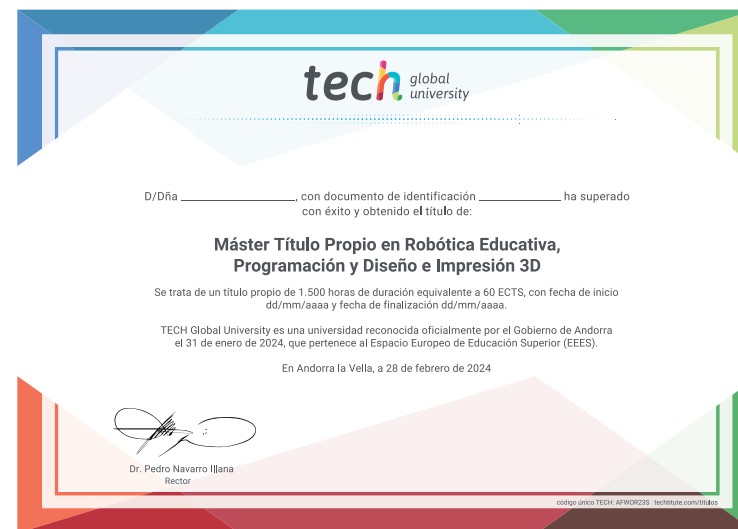 tech global
university
D/Dña ____________________, con documento de identificación ______________ ha superado
con éxito y obtenido el título de:
Máster Título Propio en Robótica Educativa,
Programación y Diseño e Impresión 3D
Se trata de un título propio de 1.500 horas de duración equivalente a 60 ECTS, con fecha de inicio
dd/mm/aaaa y fecha de finalización dd/mm/aaaa.
TECH Global University es una universidad reconocida oficialmente por el Gobierno de Andorra
el 31 de enero de 2024, que pertenece al Espacio Europeo de Educación Superior (EEES).
En Andorra la Vella, a 28 de febrero de 2024
Dr. Pedro Navarro Illana
Rector
código único TECH: AFWOR23S techtitute.com/titulos